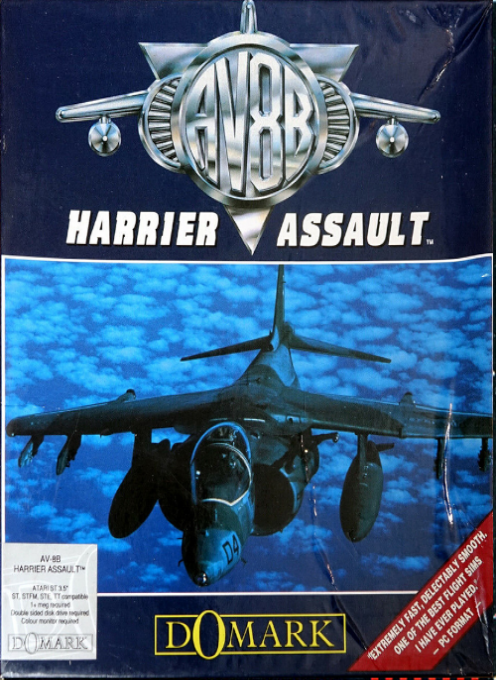 AV8B
HARRIER ASSAULT™
D4
AV-8B
HARRIER ASSAULT™
ATARI ST 3.5"
ST, STFM, STE, TT compatible
1+ meg required
Double sided disk drive required
Colour monitor required
DOMARK
DOMARK
"EXTREMELY FAST, DELECTABLY SMOOTH,
ONE OF THE BEST FLIGHT SIMS
I HAVE EVER PLAYED"
– PC FORMAT